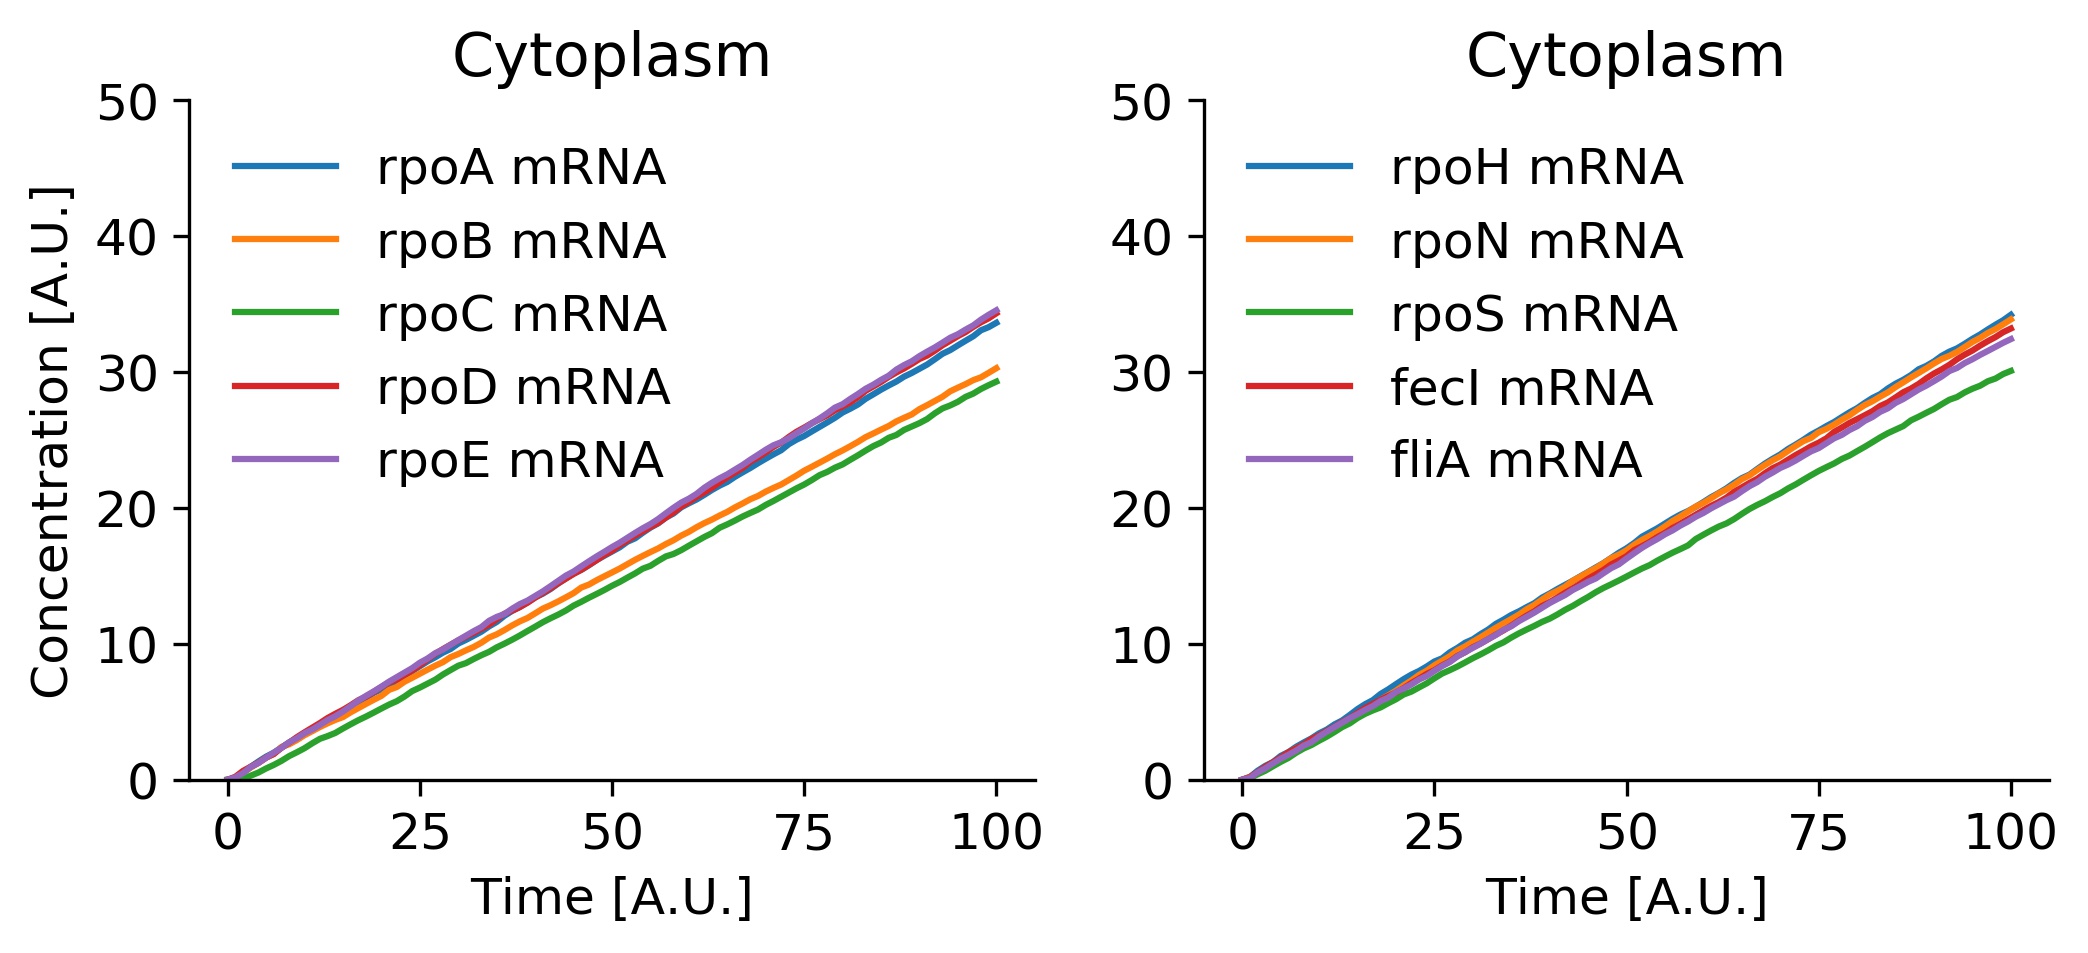 Cytoplasm
50
40
30
20
10
0
Concentration [A.U.]
rpoA mRNA
rpoB mRNA
rpoC mRNA
rpoD mRNA
rpoE mRNA
0 25 50 75 100
Time [A.U.]
Cytoplasm
50
40
30
20
10
0
rpoH mRNA
rpoN mRNA
rpoS mRNA
fecI mRNA
fliA mRNA
0 25 50 75 100
Time [A.U.]